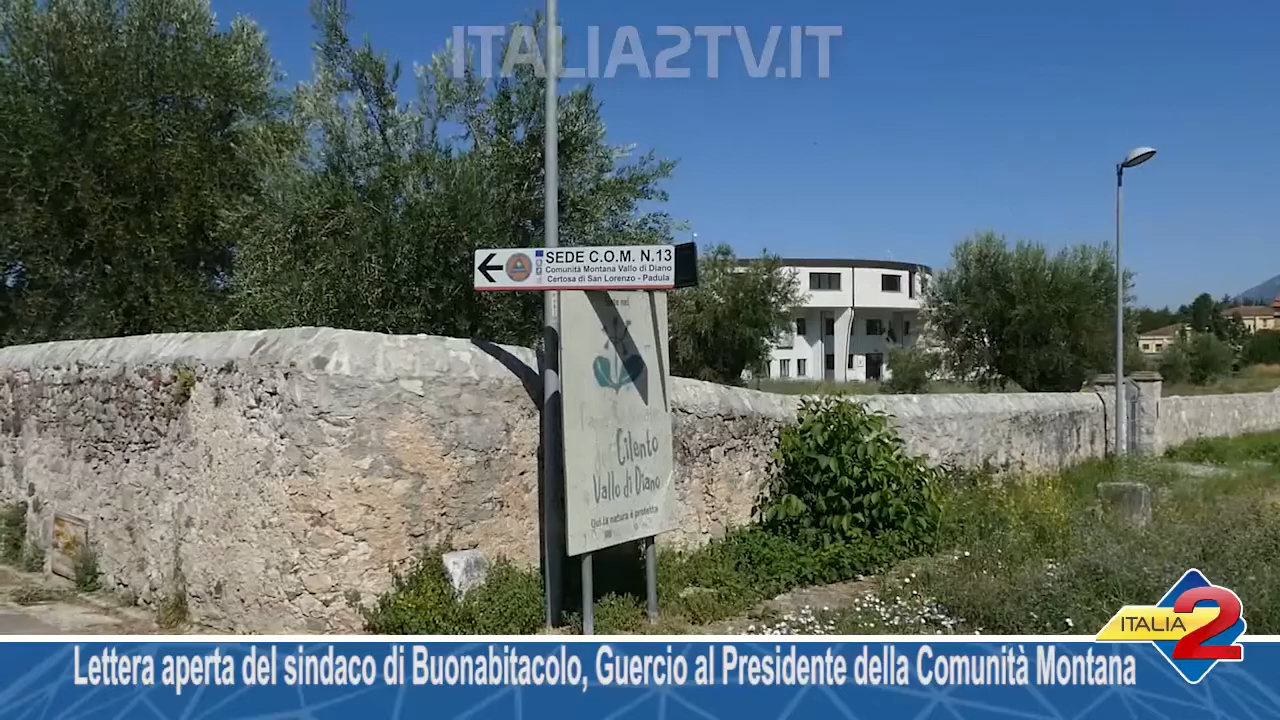 ITALIA2TV.IT
SEDE C.O.M. N.13
Comunità Montana Vallo di Diano
Certosa di San Lorenzo - Padula
Cilento
Vallo di Diano
Qui la natura è protetta
ITALIA 2
Lettera aperta del sindaco di Buonabitacolo, Guercio al Presidente della Comunità Montana